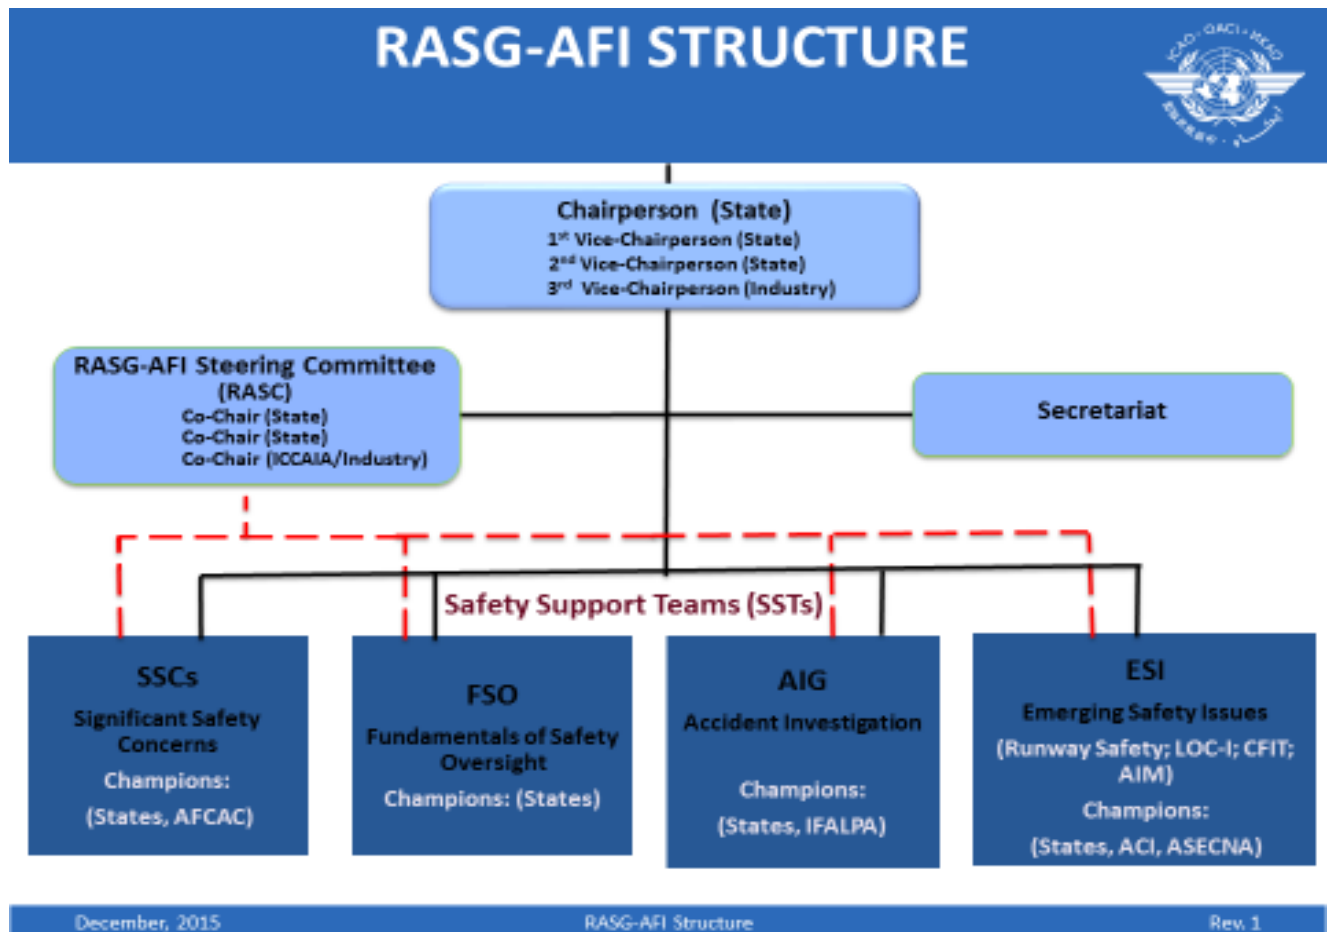 RASG-AFI STRUCTURE
ICAO · OACI · ИКАО
Chairperson (State)
1st Vice-Chairperson (State)
2nd Vice-Chairperson (State)
3rd Vice-Chairperson (Industry)
RASG-AFI Steering Committee
(RASC)
Co-Chair (State)
Co-Chair (State)
Co-Chair (ICCAIA/Industry)
Secretariat
Safety Support Teams (SSTs)
SSCs
Significant Safety
Concerns
Champions:
(States, AFCAC)
FSO
Fundamentals of Safety
Oversight
Champions: (States)
AIG
Accident Investigation
Champions:
(States, IFALPA)
ESI
Emerging Safety Issues
(Runway Safety; LOC-I; CFIT;
AIM)
Champions:
(States, ACI, ASECNA)
December, 2015
RASG-AFI Structure
Rev. 1